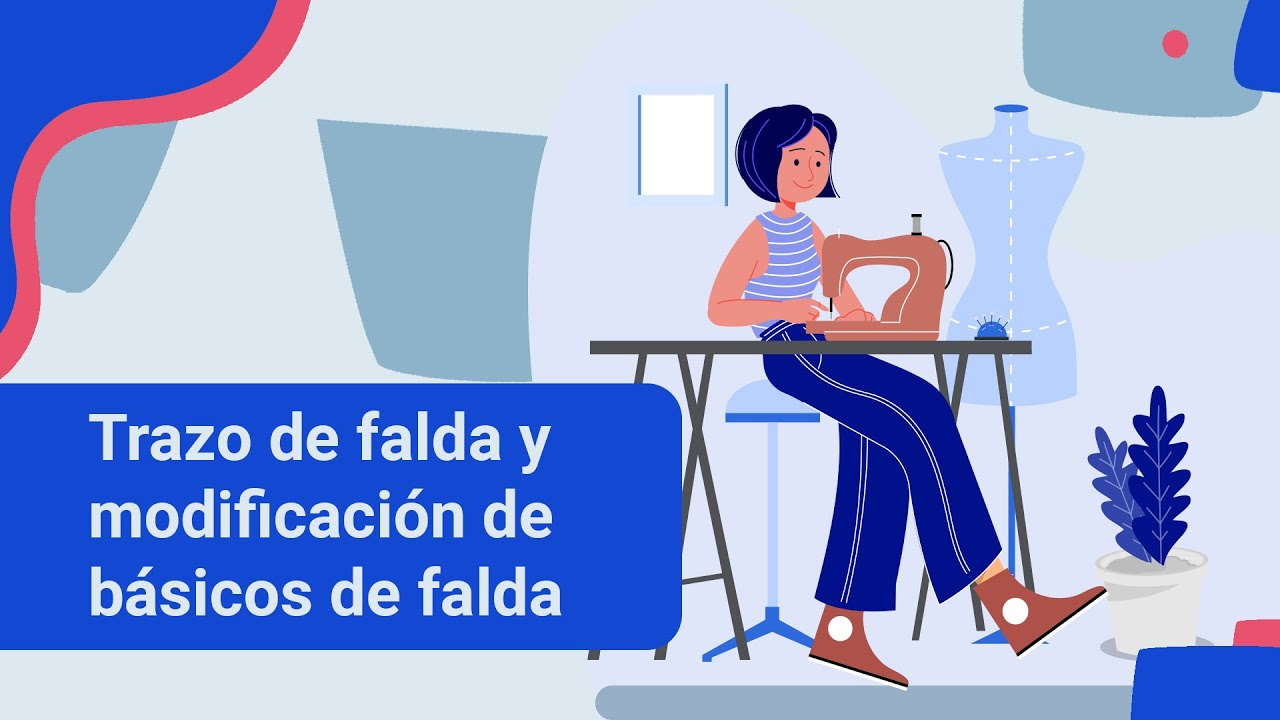 Trazo de falda y
modificación de
básicos de falda